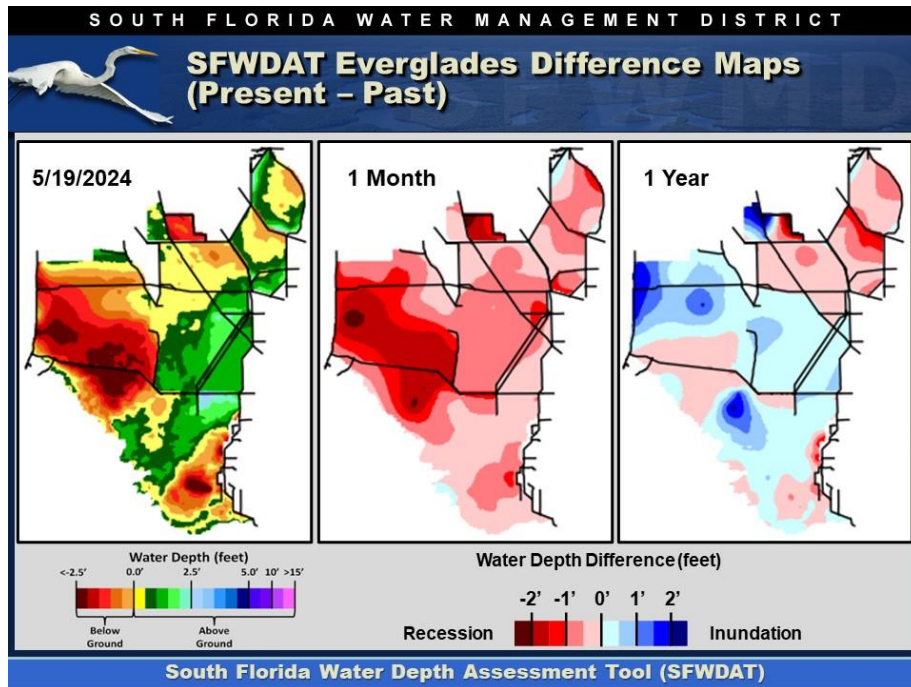 SOUTH FLORIDA WATER MANAGEMENT DISTRICT
SFWDAT Everglades Difference Maps
(Present – Past)
SFWMD
5/19/2024
1 Month
1 Year
Water Depth (feet)
<-2.5' 0.0' 2.5' 5.0' 10' >15'
Below Ground
Above Ground
Water Depth Difference (feet)
-2' -1' 0' 1' 2'
Recession
Inundation
South Florida Water Depth Assessment Tool (SFWDAT)